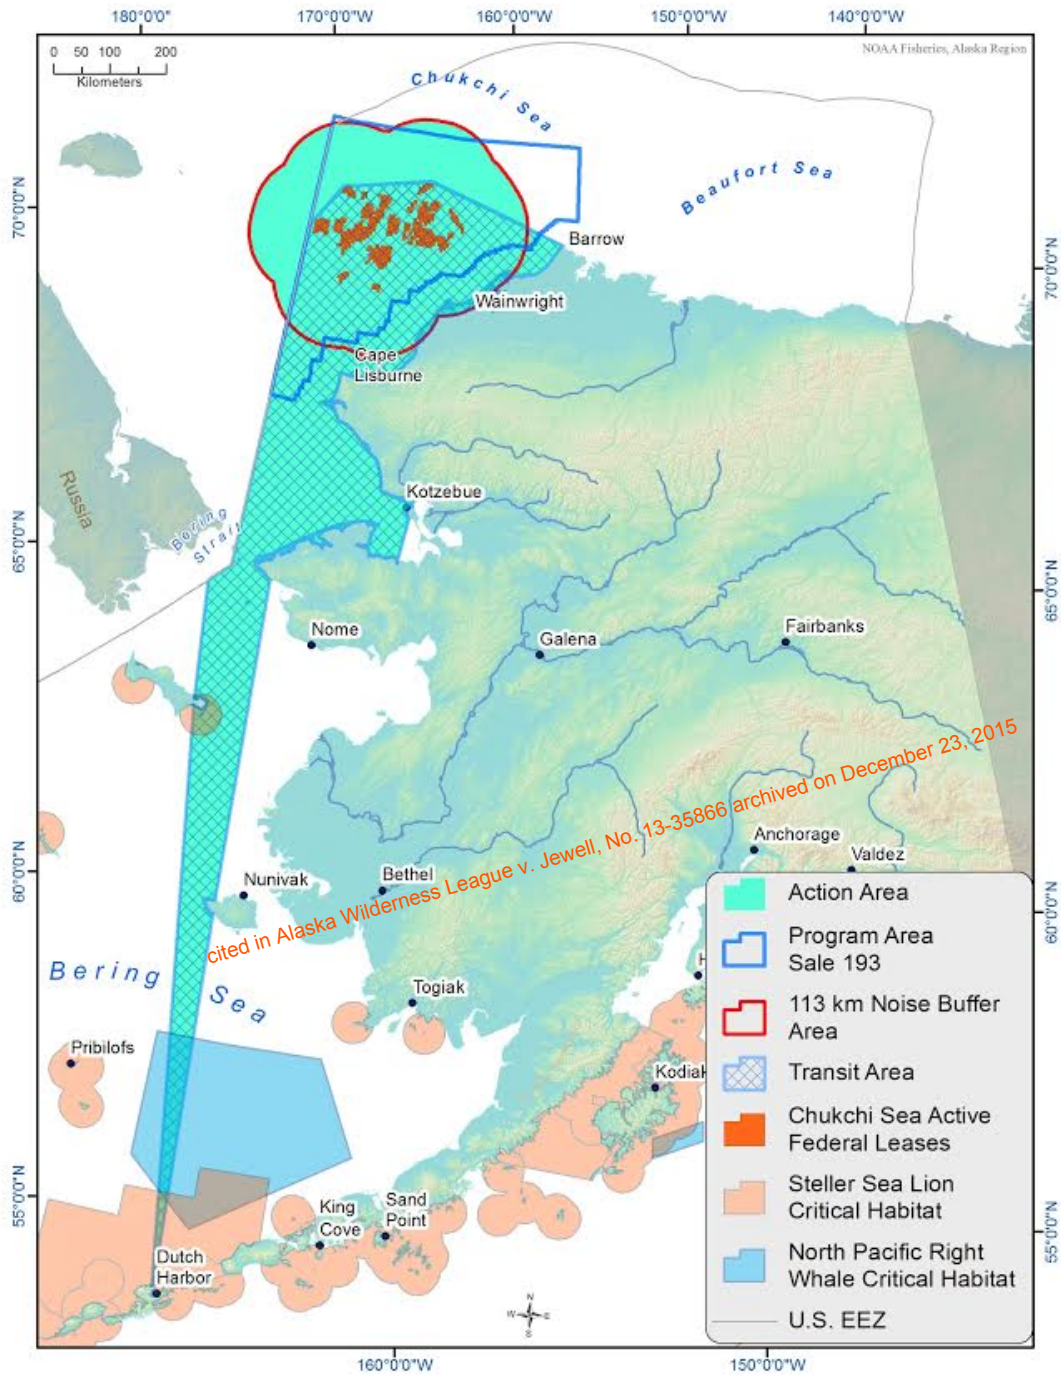 180°0'0" 170°0'0"W 160°0'0"W 150°0'0"W 140°0'0"W
NOAA Fisheries, Alaska Region
0 50 100 200
Kilometers
Chukchi Sea
Beaufort Sea
70°0'0"N
70°0'0"N
Barrow
Wainwright
Cape
Lisburne
Russia
Kotzebue
Bering
Strait
65°0'0"N
65°0'0"N
Nome
Galena
Fairbanks
cited in Alaska Wilderness League v. Jewell, No. 13-35866 archived on December 23, 2015
Anchorage
Valdez
60°0'0"N
60°0'0"N
Nunivak
Bethel
Bering Sea
Togiak
H
Pribilofs
Kodiak
55°0'0"N
55°0'0"N
King
Cove
Sand
Point
Dutch
Harbor
Action Area
Program Area
Sale 193
113 km Noise Buffer
Area
Transit Area
Chukchi Sea Active
Federal Leases
Steller Sea Lion
Critical Habitat
North Pacific Right
Whale Critical Habitat
U.S. EEZ
N
W E
S
160°0'0"W 150°0'0"W